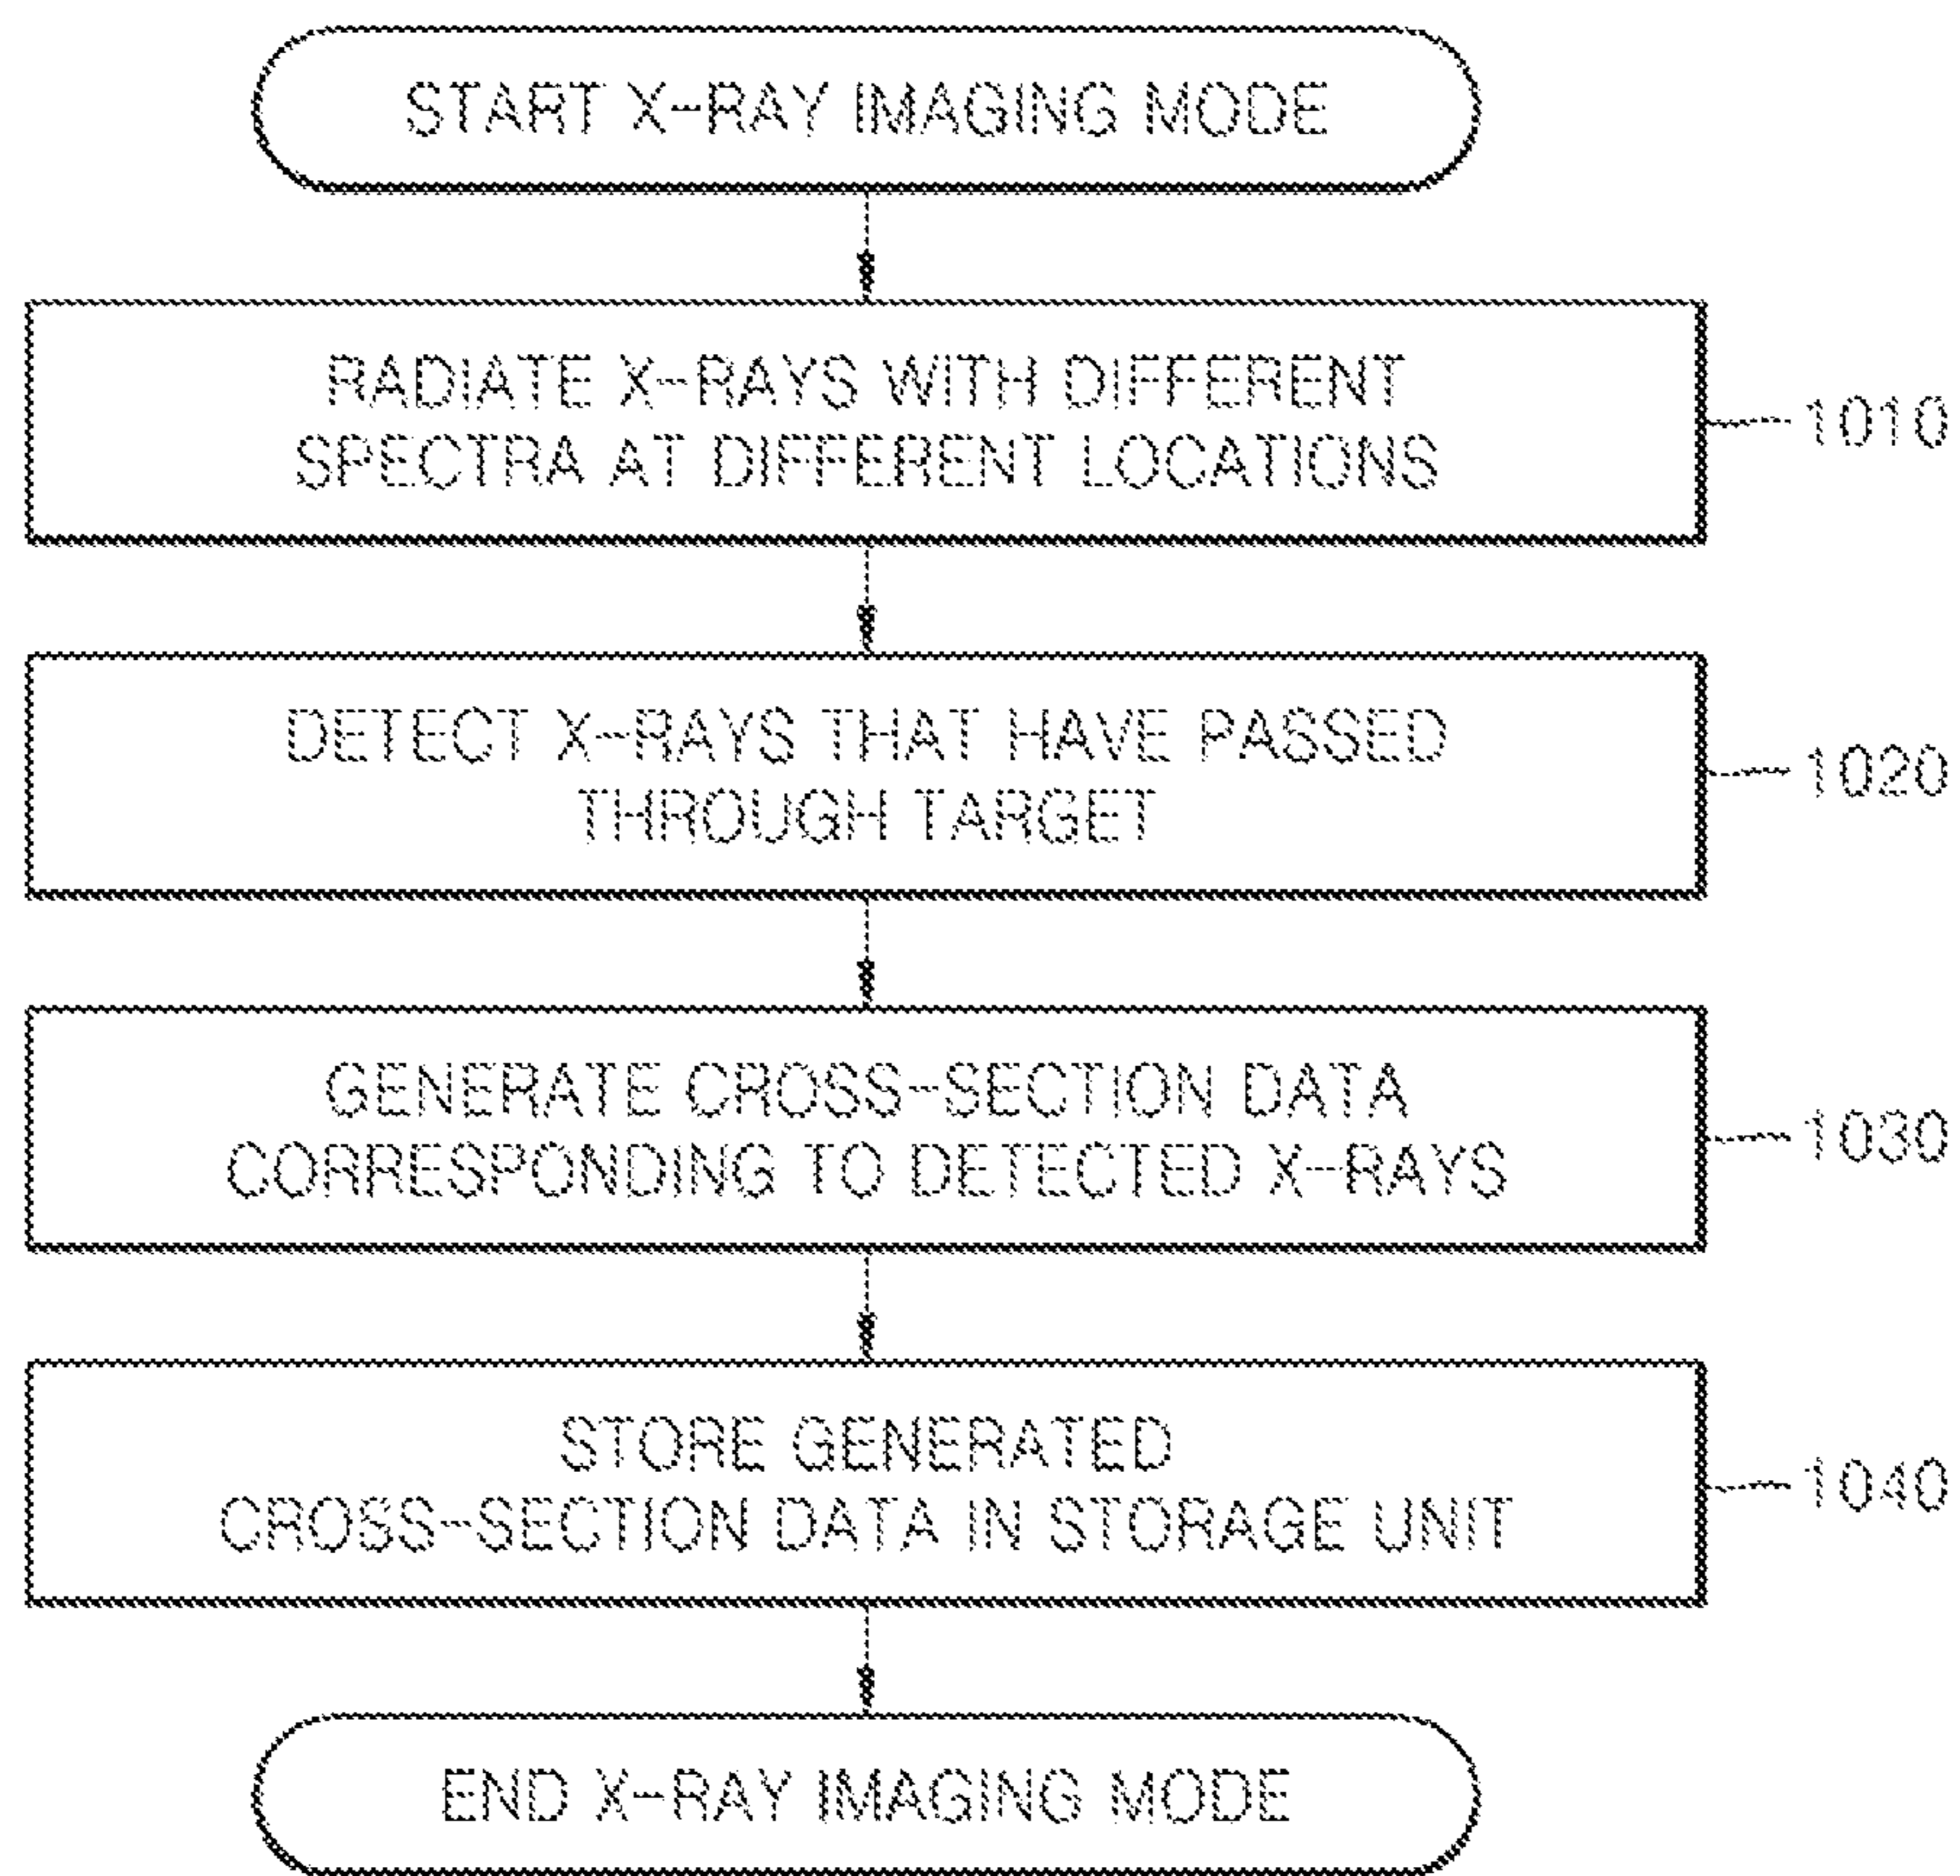 START X-RAY IMAGING MODE
RADIATE X-RAYS WITH DIFFERENT
SPECTRA AT DIFFERENT LOCATIONS
1010
DETECT X-RAYS THAT HAVE PASSED
THROUGH TARGET
1020
GENERATE CROSS-SECTION DATA
CORRESPONDING TO DETECTED X-RAYS
1030
STORE GENERATED
CROSS-SECTION DATA IN STORAGE UNIT
1040
END X-RAY IMAGING MODE